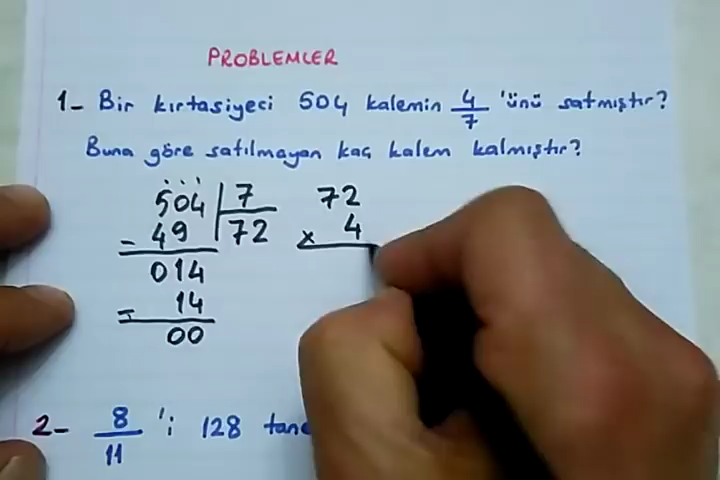 PROBLEMLER
1- Bir kırtasiyeci 504 kalemin 4/7 'ünü satmıştır?
Buna göre satılmayan kaç kalem kalmıştır?
504 | 7 72
- 49 72 x 4
014
- 14
00
2- 8/11 'i 128 tane